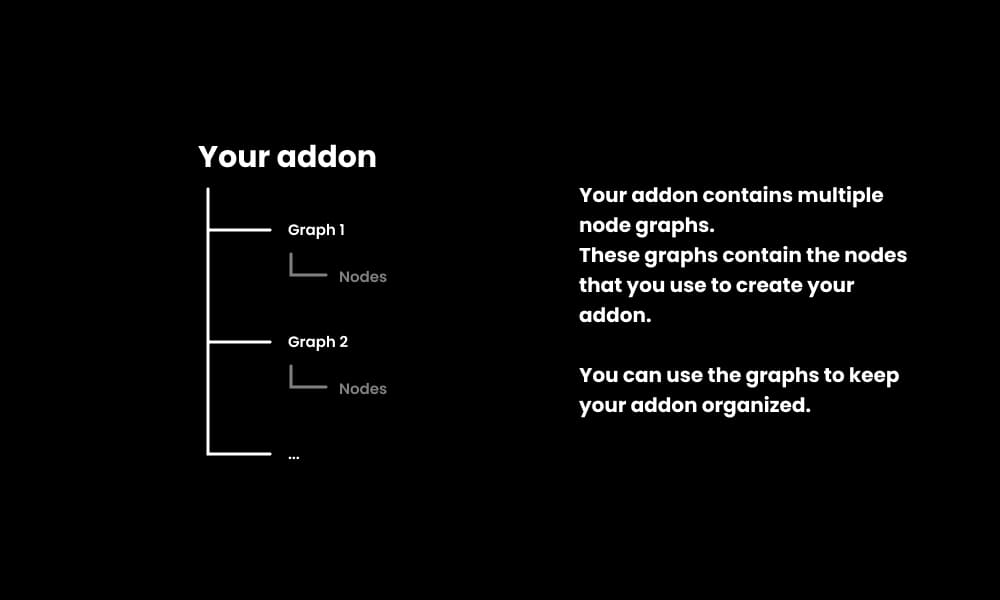 Your addon
Graph 1
Nodes
Graph 2
Nodes
...
Your addon contains multiple
node graphs.
These graphs contain the nodes
that you use to create your
addon.
You can use the graphs to keep
your addon organized.